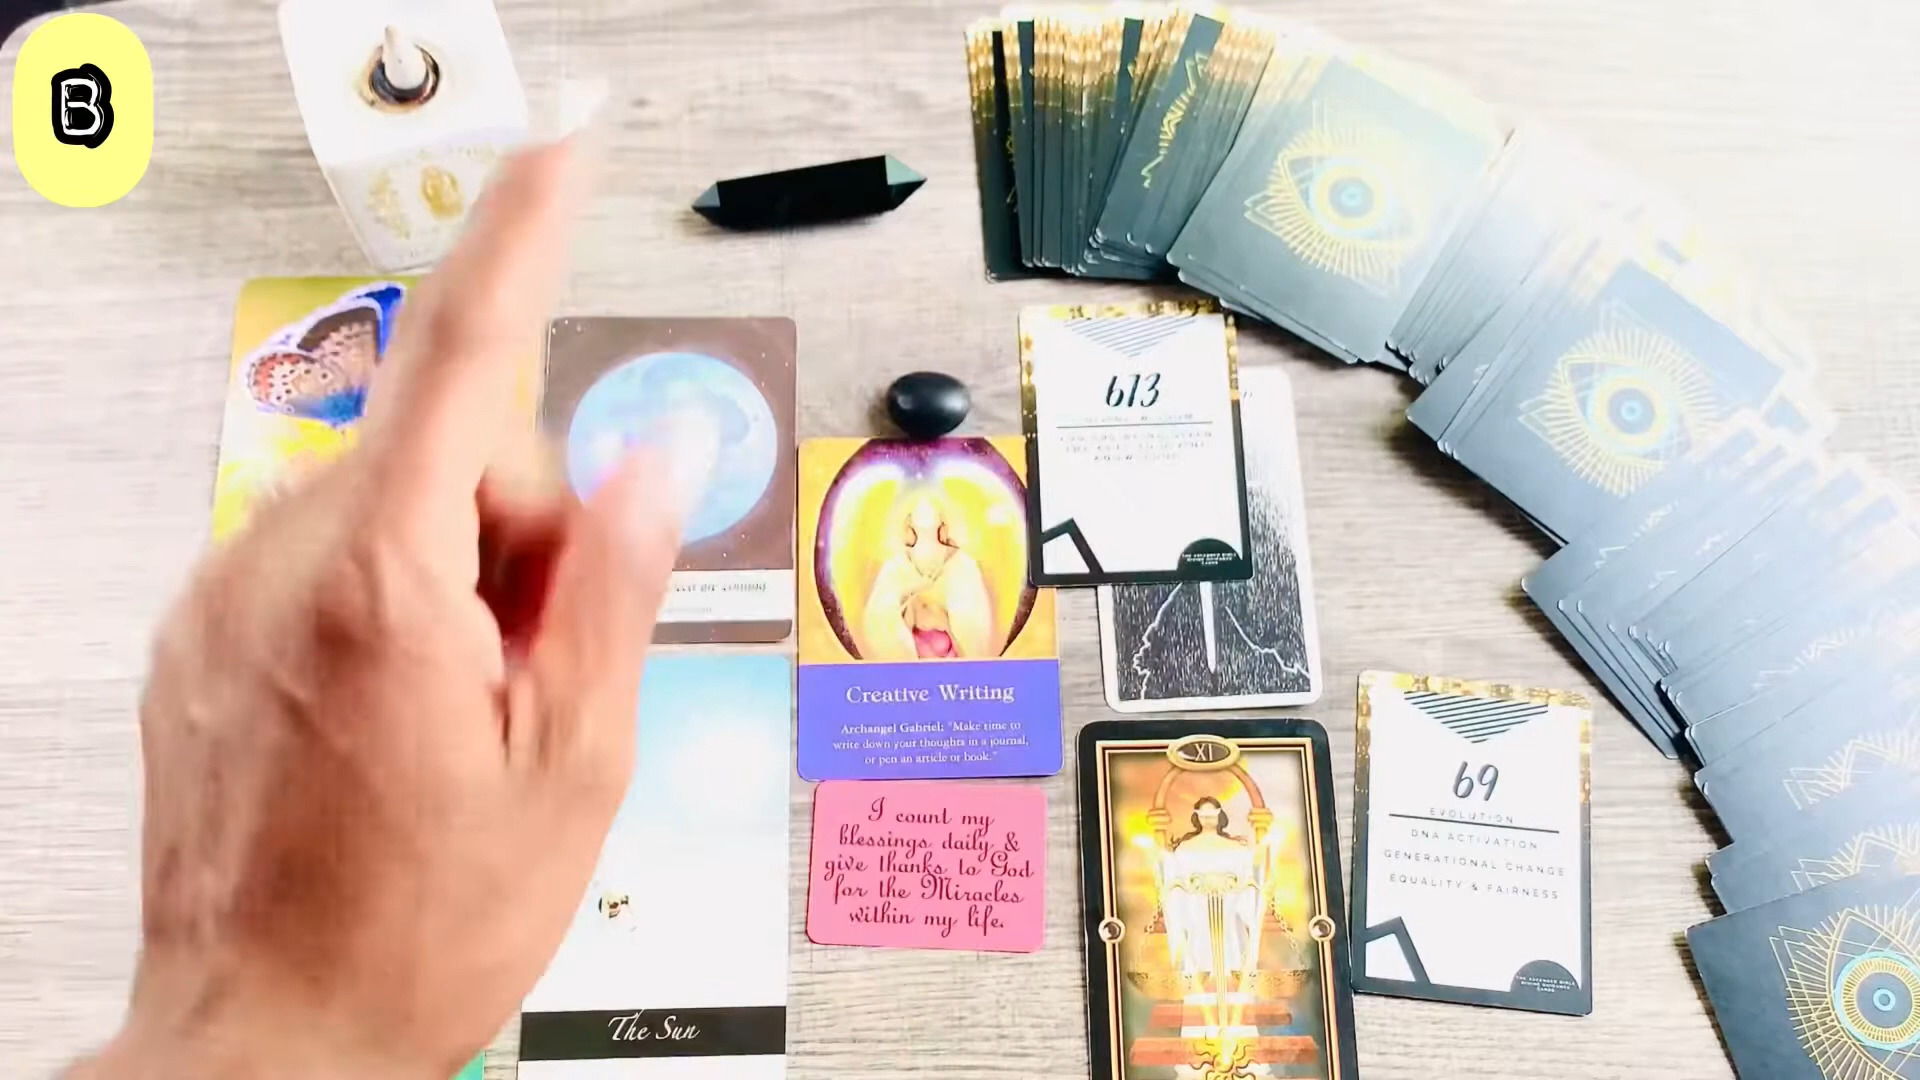 B
613
Creative Writing
Archangel Gabriel: "Make time to
write down your thoughts in a journal,
or pen an article or book."
I count my
blessings daily &
give thanks to God
for the Miracles
within my life.
The Sun
XI
69
EVOLUTION
DNA ACTIVATION
GENERATIONAL CHANGE
EQUALITY & FAIRNESS